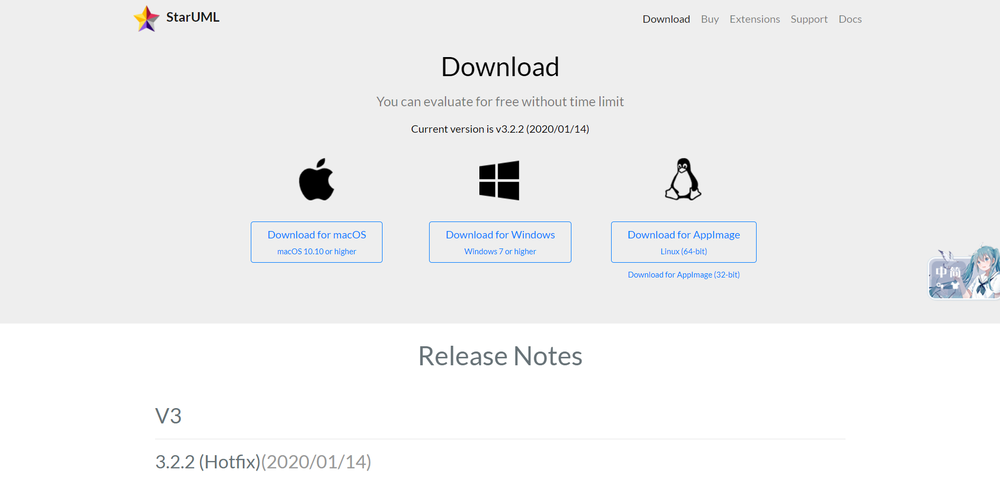 StarUML
Download Buy Extensions Support Docs
Download
You can evaluate for free without time limit
Current version is v3.2.2 (2020/01/14)
Download for macOS
macOS 10.10 or higher
Download for Windows
Windows 7 or higher
Download for AppImage
Linux (64-bit)
Download for AppImage (32-bit)
中 简
Release Notes
V3
3.2.2 (Hotfix)(2020/01/14)